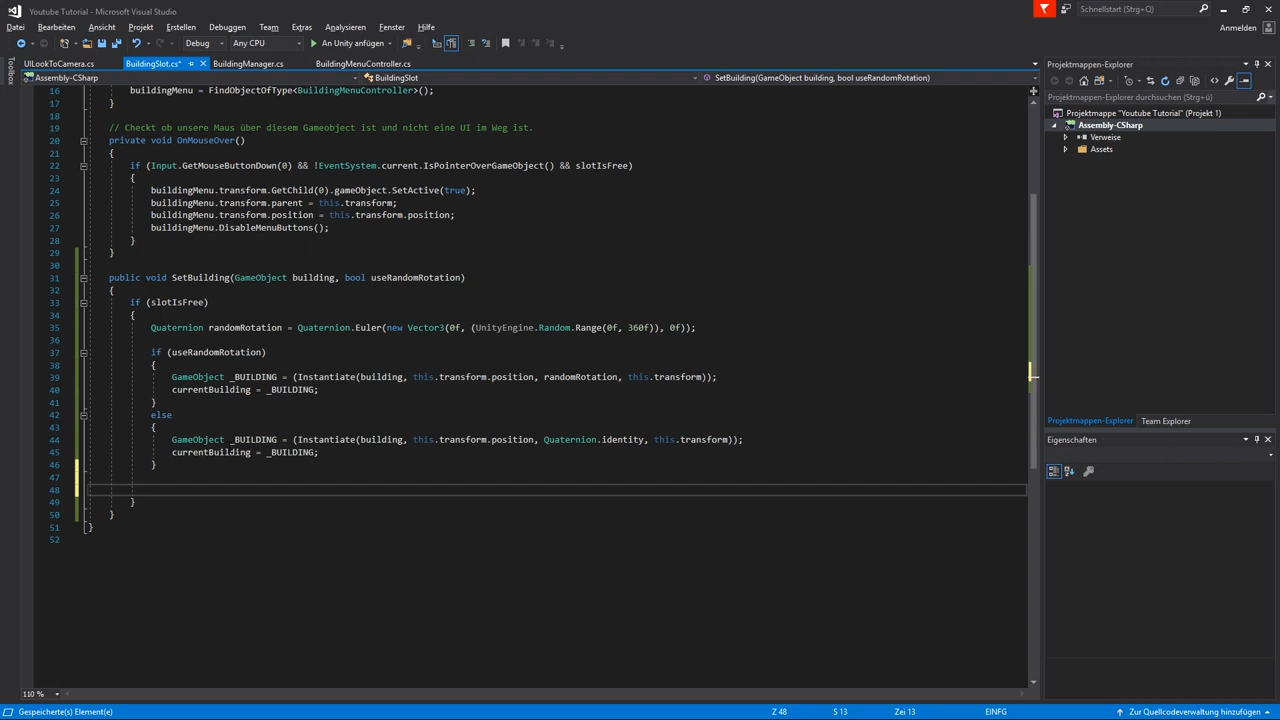 Youtube Tutorial - Microsoft Visual Studio
Schnellstart (Strg+Q)
Datei Bearbeiten Ansicht Projekt Erstellen Debuggen Team Extras Analysieren Fenster Hilfe
Anmelden
Debug Any CPU An Unity anfügen
Toolbox
UILookToCamera.cs BuildingSlot.cs* BuildingManager.cs BuildingMenuController.cs
Assembly-CSharp BuildingSlot SetBuilding(GameObject building, bool useRandomRotation)
16 buildingMenu = FindObjectOfType<BuildingMenuController>();
17 }
18
19 // Checkt ob unsere Maus über diesem Gameobject ist und nicht eine UI im Weg ist.
20 private void OnMouseOver()
21 {
22 if (Input.GetMouseButtonDown(0) && !EventSystem.current.IsPointerOverGameObject() && slotIsFree)
23 {
24 buildingMenu.transform.GetChild(0).gameObject.SetActive(true);
25 buildingMenu.transform.parent = this.transform;
26 buildingMenu.transform.position = this.transform.position;
27 buildingMenu.DisableMenuButtons();
28 }
29 }
30
31 public void SetBuilding(GameObject building, bool useRandomRotation)
32 {
33 if (slotIsFree)
34 {
35 Quaternion randomRotation = Quaternion.Euler(new Vector3(0f, (UnityEngine.Random.Range(0f, 360f)), 0f));
36
37 if (useRandomRotation)
38 {
39 GameObject _BUILDING = (Instantiate(building, this.transform.position, randomRotation, this.transform));
40 currentBuilding = _BUILDING;
41 }
42 else
43 {
44 GameObject _BUILDING = (Instantiate(building, this.transform.position, Quaternion.identity, this.transform));
45 currentBuilding = _BUILDING;
46 }
47
48
49 }
50 }
51 }
52
110 %
Projektmappen-Explorer
Projektmappen-Explorer durchsuchen (Strg+ü)
Projektmappe "Youtube Tutorial" (Projekt 1)
Assembly-CSharp
Verweise
Assets
Projektmappen-Explorer Team Explorer
Eigenschaften
Gespeicherte(s) Element(e) Z 48 S 13 Zei 13 EINFG Zur Quellcodeverwaltung hinzufügen